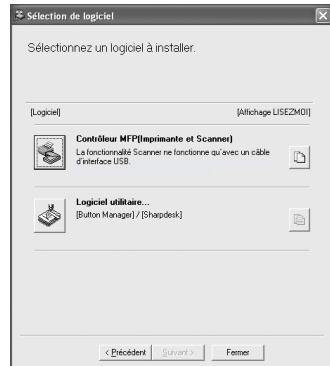 Sélection de logiciel
Sélectionnez un logiciel à installer.
[Logiciel] [Affichage LISEZMOI]
Contrôleur MFP(Imprimante et Scanner)
La fonctionnalité Scanner ne fonctionne qu'avec un câble
d'interface USB.
Logiciel utilitaire...
[Button Manager] / [Sharpdesk]
< Précédent Suivant > Fermer